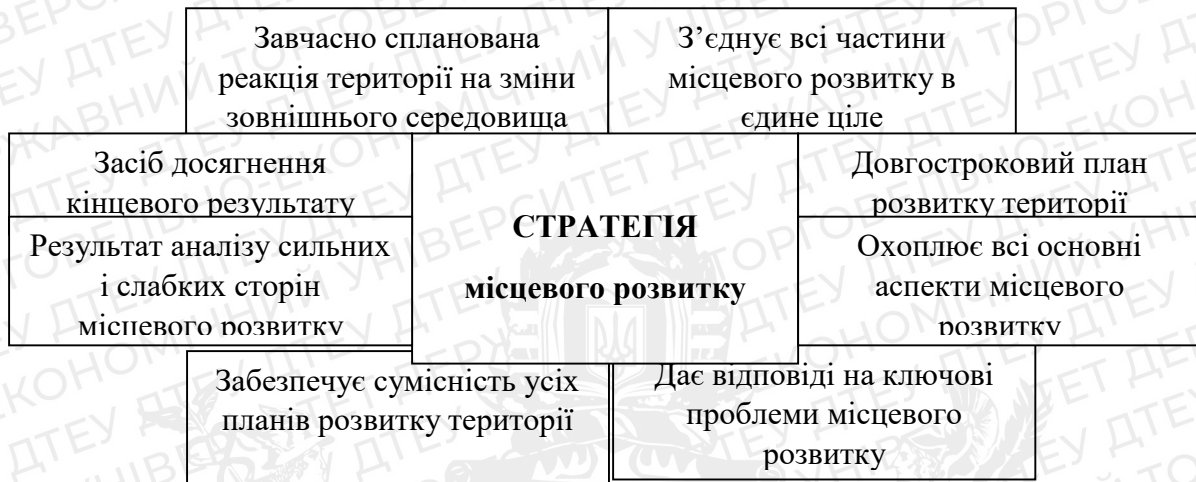 Завчасно спланована
реакція території на зміни
зовнішнього середовища
З’єднує всі частини
місцевого розвитку в
єдине ціле
Засіб досягнення
кінцевого результату
Довгостроковий план
розвитку території
СТРАТЕГІЯ
місцевого розвитку
Результат аналізу сильних
і слабких сторін
місцевого розвитку
Охоплює всі основні
аспекти місцевого
розвитку
Забезпечує сумісність усіх
планів розвитку території
Дає відповіді на ключові
проблеми місцевого
розвитку